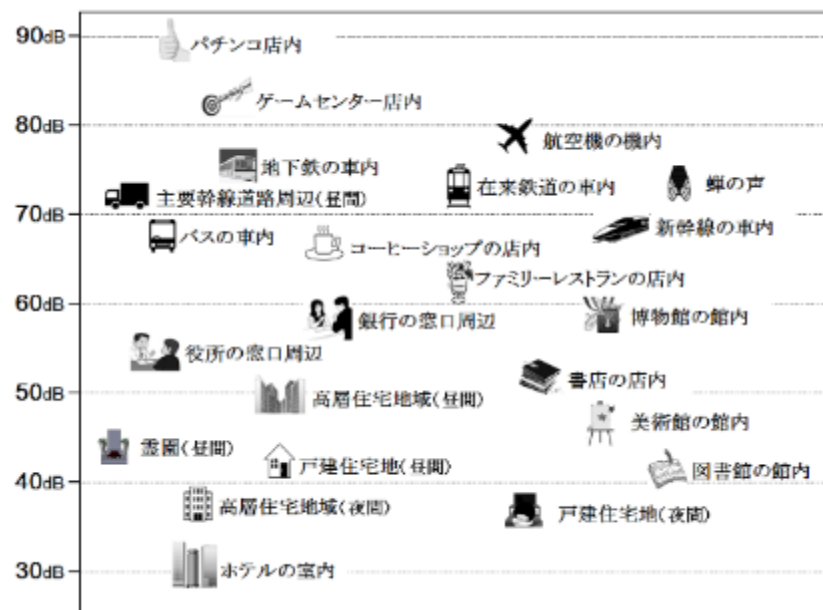 90dB
パチンコ店内
ゲームセンター店内
80dB
航空機の機内
地下鉄の車内
主要幹線道路周辺(昼間)
在来鉄道の車内
蝉の声
70dB
バスの車内
コーヒーショップの店内
新幹線の車内
ファミリーレストランの店内
60dB
銀行の窓口周辺
博物館の館内
役所の窓口周辺
書店の店内
50dB
高層住宅地域(昼間)
美術館の館内
霊園(昼間)
戸建住宅地(昼間)
図書館の館内
40dB
高層住宅地域(夜間)
戸建住宅地(夜間)
30dB
ホテルの室内